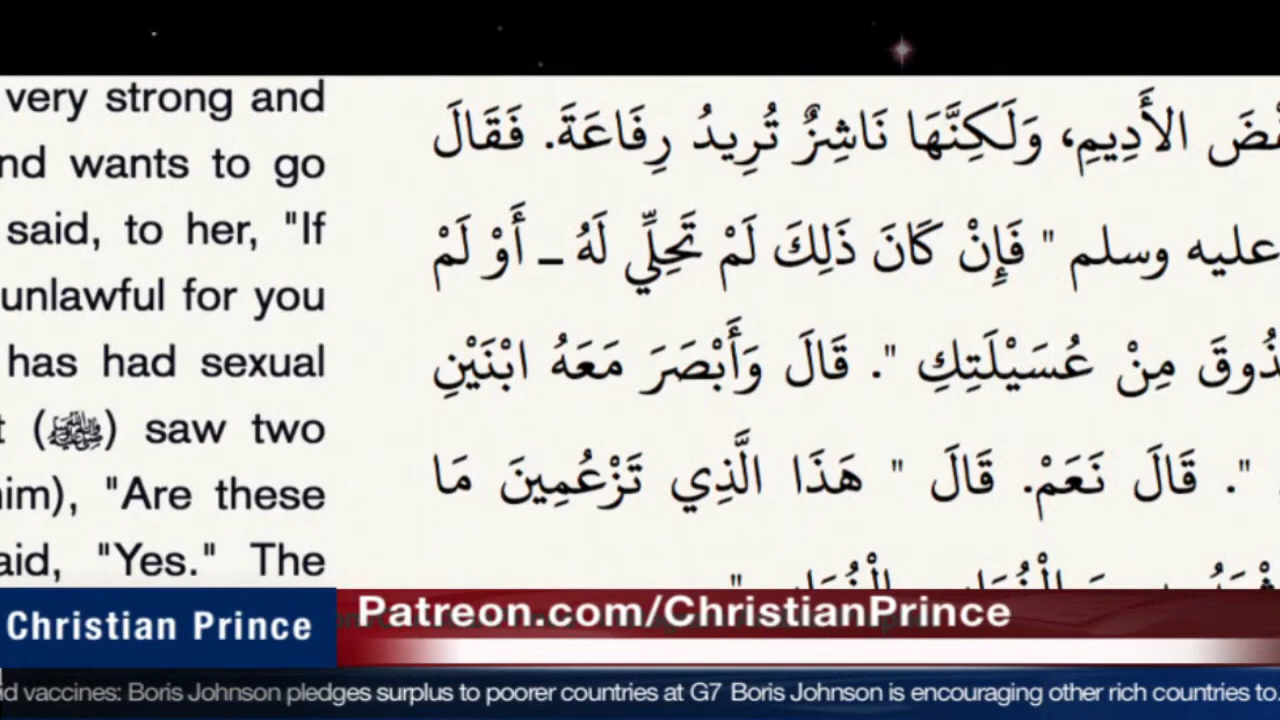 very strong and
nd wants to go
said, to her, "If
unlawful for you
has had sexual
t (ﷺ) saw two
him), "Are these
aid, "Yes." The
الأَدِيمِ، وَلَكِنَّهَا نَاشِزٌ تُرِيدُ رِفَاعَةَ. فَقَالَ
عليه وسلم " فَإِنْ كَانَ ذَلِكَ لَمْ تَحِلِّي لَهُ ـ أَوْ لَمْ
مِنْ عُسَيْلَتِكِ ". قَالَ وَأَبْصَرَ مَعَهُ ابْنَيْنِ
". قَالَ نَعَمْ. قَالَ " هَذَا الَّذِي تَزْعُمِينَ مَا
Christian Prince
Patreon.com/ChristianPrince
id vaccines: Boris Johnson pledges surplus to poorer countries at G7 Boris Johnson is encouraging other rich countries to